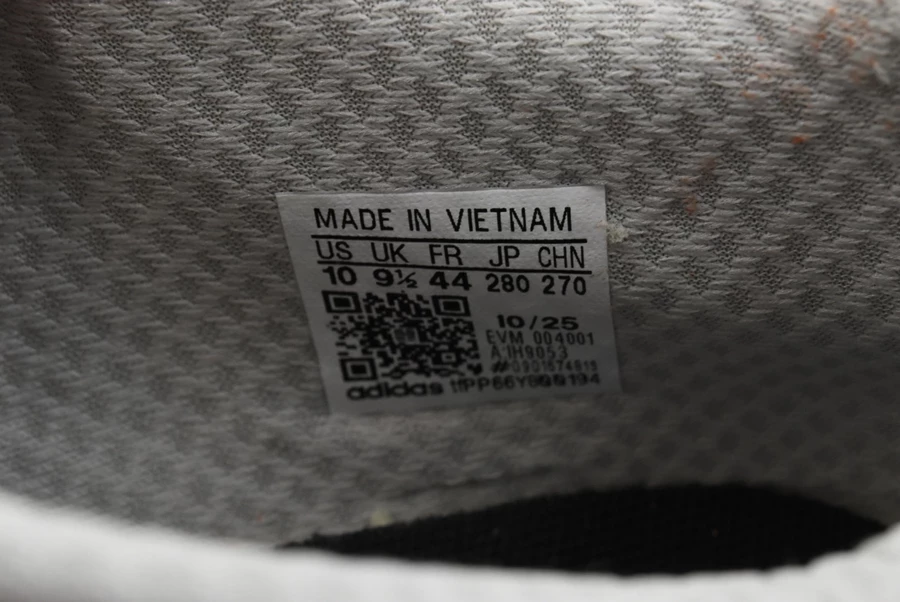 MADE IN VIETNAM
US UK FR JP CHN
10 9½ 44 280 270
10/25
EVM 004001
A:IH9053
adidas